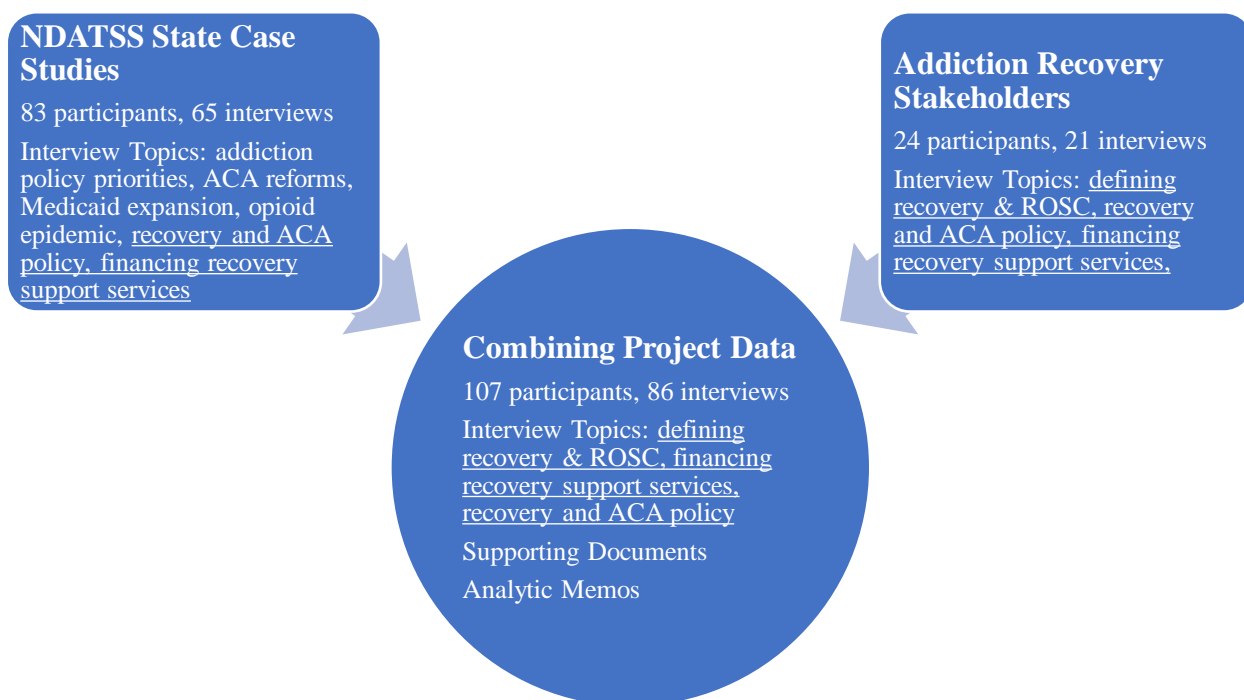 NDATSS State Case
Studies
83 participants, 65 interviews
Interview Topics: addiction
policy priorities, ACA reforms,
Medicaid expansion, opioid
epidemic, recovery and ACA
policy, financing recovery
support services
Addiction Recovery
Stakeholders
24 participants, 21 interviews
Interview Topics: defining
recovery & ROSC, recovery
and ACA policy, financing
recovery support services,
Combining Project Data
107 participants, 86 interviews
Interview Topics: defining
recovery & ROSC, financing
recovery support services,
recovery and ACA policy
Supporting Documents
Analytic Memos